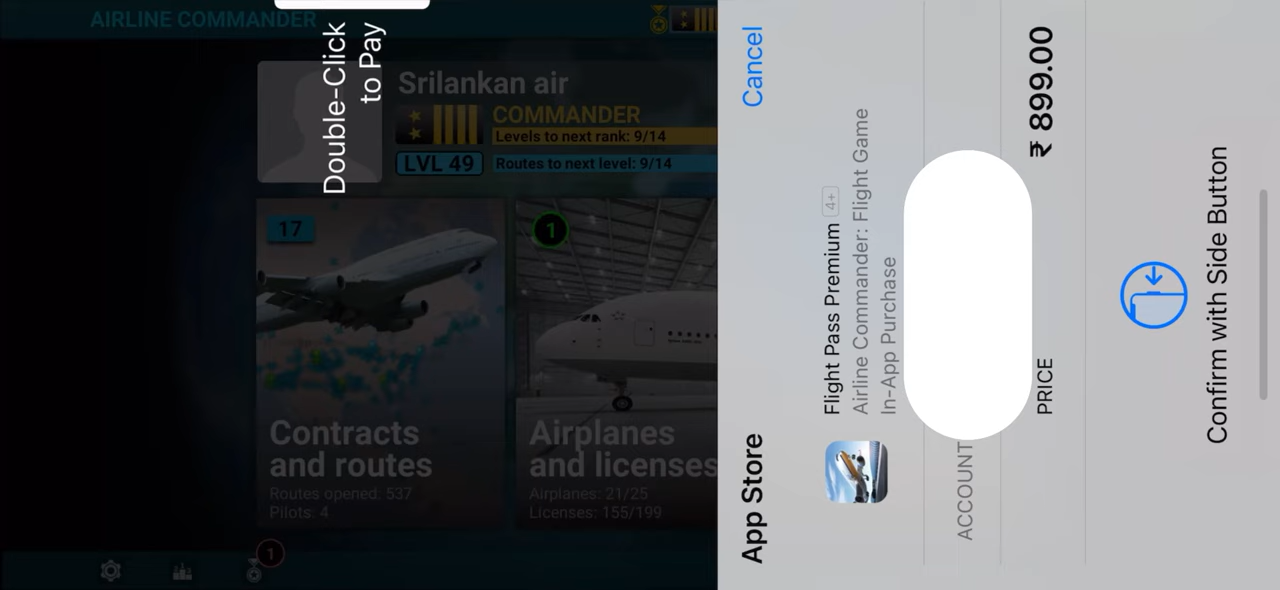 AIRLINE COMMANDER
Double-Click
to Pay
Srilankan air
COMMANDER
Levels to next rank: 9/14
LVL 49
Routes to next level: 9/14
17
Contracts
and routes
Routes opened: 537
Pilots: 4
1
Airplanes
and licenses
Airplanes: 21/25
Licenses: 155/199
1
App Store
Cancel
Flight Pass Premium 4+
Airline Commander: Flight Game
In-App Purchase
ACCOUNT
PRICE ₹ 899.00
Confirm with Side Button